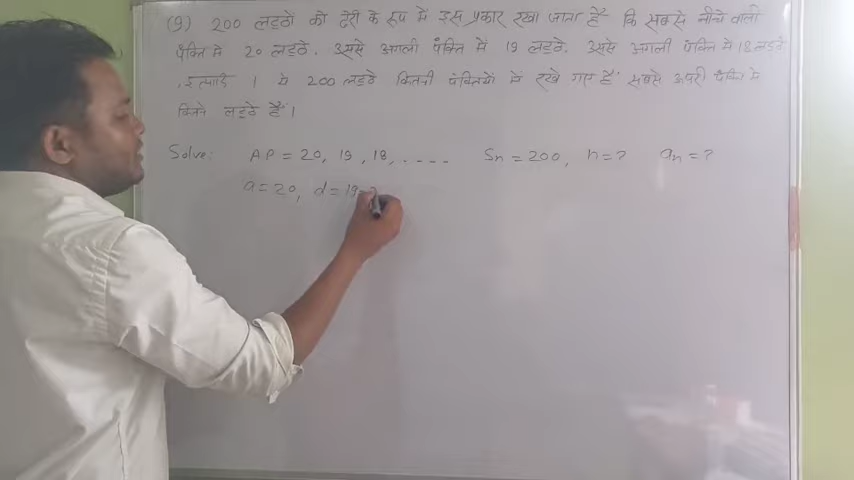 (9) 200 लट्ठों को ढेरी के रूप में इस प्रकार रखा जाता है कि सबसे नीचे वाली
पंक्ति में 20 लट्ठे, उससे अगली पंक्ति में 19 लट्ठे, उससे अगली पंक्ति में 18 लट्ठे
, इत्यादि । ये 200 लट्ठे कितनी पंक्तियों में रखे गए हैं सबसे ऊपरी पंक्ति में
कितने लट्ठे हैं।
Solve: AP = 20, 19, 18, ..... Sn = 200, n = ? an = ?
a = 20, d = 19-